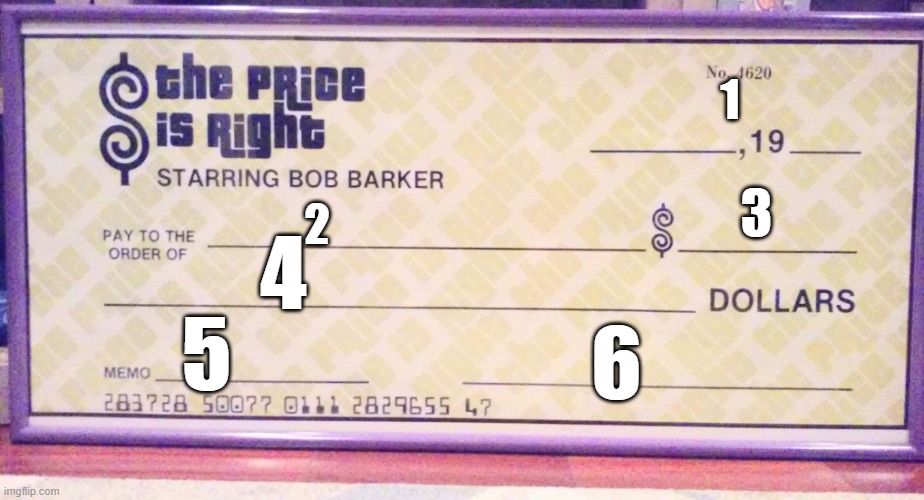 the PRice
is Right
STARRING BOB BARKER
No. 4620
1
, 19
2
3
PAY TO THE
ORDER OF
$
4
DOLLARS
5
6
MEMO
283728 50077 0111 2829655 47
imgflip.com